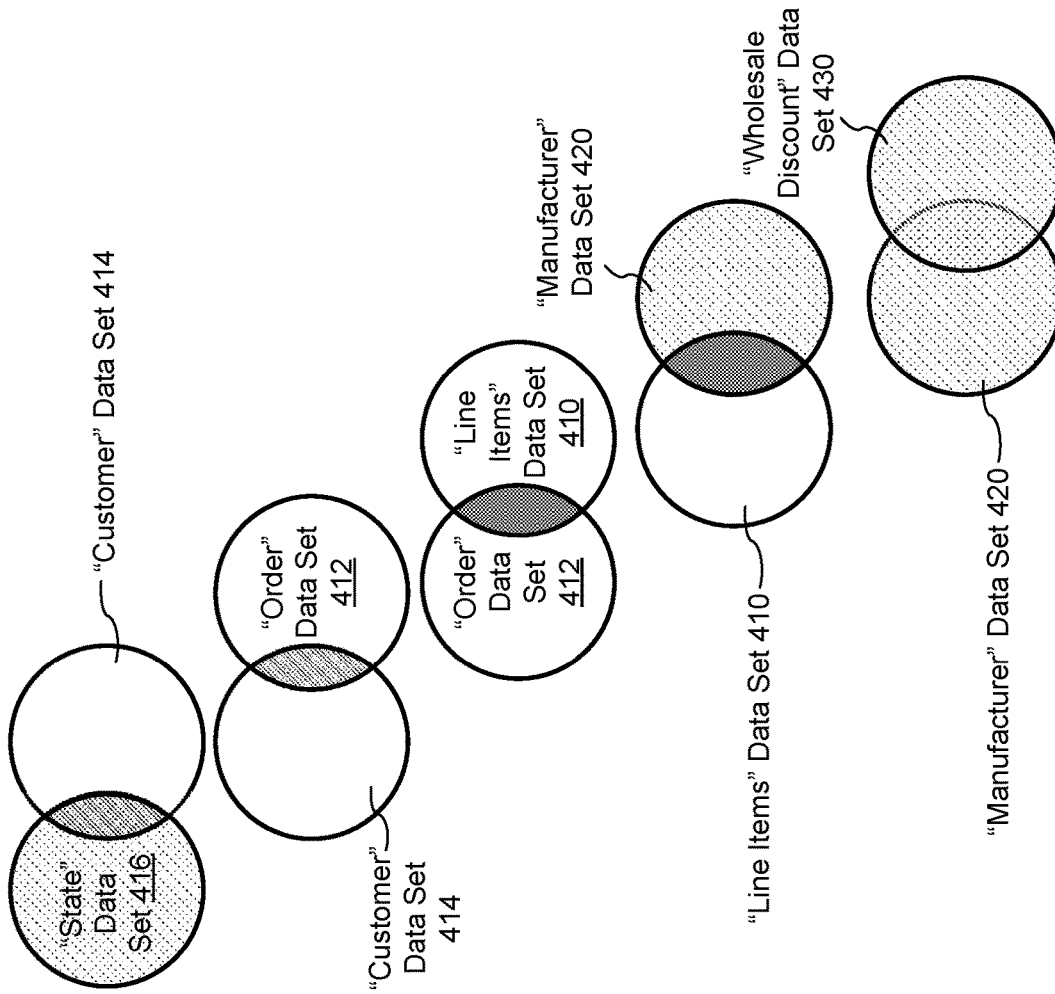 “State”
Data
Set 416
“Customer” Data Set 414
“Customer”
Data Set
414
“Order”
Data Set
412
“Order”
Data
Set
412
“Line
Items”
Data Set
410
“Line Items” Data Set 410
“Manufacturer”
Data Set 420
“Manufacturer” Data Set 420
“Wholesale
Discount” Data
Set 430